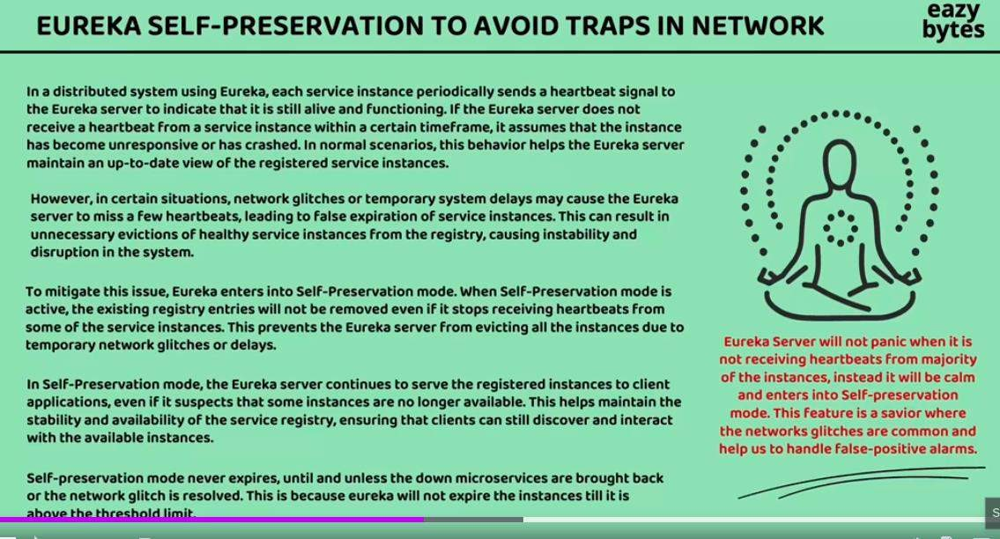 EUREKA SELF-PRESERVATION TO AVOID TRAPS IN NETWORK
eazy
bytes
In a distributed system using Eureka, each service instance periodically sends a heartbeat signal to
the Eureka server to indicate that it is still alive and functioning. If the Eureka server does not
receive a heartbeat from a service instance within a certain timeframe, it assumes that the instance
has become unresponsive or has crashed. In normal scenarios, this behavior helps the Eureka server
maintain an up-to-date view of the registered service instances.
However, in certain situations, network glitches or temporary system delays may cause the Eureka
server to miss a few heartbeats, leading to false expiration of service instances. This can result in
unnecessary evictions of healthy service instances from the registry, causing instability and
disruption in the system.
To mitigate this issue, Eureka enters into Self-Preservation mode. When Self-Preservation mode is
active, the existing registry entries will not be removed even if it stops receiving heartbeats from
some of the service instances. This prevents the Eureka server from evicting all the instances due to
temporary network glitches or delays.
In Self-Preservation mode, the Eureka server continues to serve the registered instances to client
applications, even if it suspects that some instances are no longer available. This helps maintain the
stability and availability of the service registry, ensuring that clients can still discover and interact
with the available instances.
Self-preservation mode never expires, until and unless the down microservices are brought back
or the network glitch is resolved. This is because eureka will not expire the instances till it is
above the threshold limit.
Eureka Server will not panic when it is
not receiving heartbeats from majority
of the instances, instead it will be calm
and enters into Self-preservation
mode. This feature is a savior where
the networks glitches are common and
help us to handle false-positive alarms.
S